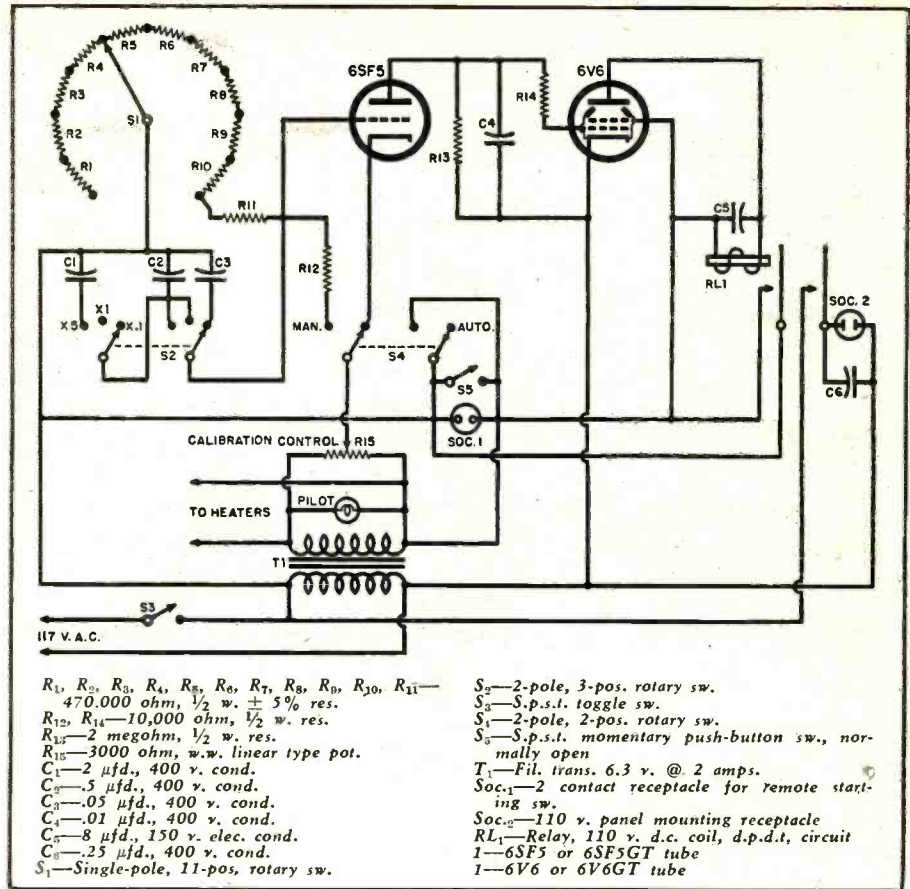 R5
R6
R4
R7
R3
R8
S1
R2
R9
R1
R10
R11
R12
6SF5
R13
C4
R14
6V6
C5
RL1
SOC. 2
C6
C1
C2
C3
X5
X1
X.1
S2
MAN.
S4
AUTO.
S5
SOC. 1
CALIBRATION CONTROL
R15
TO HEATERS
PILOT
T1
S3
117 V. A.C.
R₁, R₂, R₃, R₄, R₅, R₆, R₇, R₈, R₉, R₁₀, R₁₁—
470.000 ohm, ½ w. ± 5% res.
R₁₂, R₁₄—10,000 ohm, ½ w. res.
R₁₃—2 megohm, ½ w. res.
R₁₅—3000 ohm, w.w. linear type pot.
C₁—2 µfd., 400 v. cond.
C₂—.5 µfd., 400 v. cond.
C₃—.05 µfd., 400 v. cond.
C₄—.01 µfd., 400 v. cond.
C₅—8 µfd., 150 v. elec. cond.
C₆—.25 µfd., 400 v. cond.
S₁—Single-pole, 11-pos. rotary sw.
S₂—2-pole, 3-pos. rotary sw.
S₃—S.p.s.t. toggle sw.
S₄—2-pole, 2-pos. rotary sw.
S₅—S.p.s.t. momentary push-button sw., nor-
mally open
T₁—Fil. trans. 6.3 v. @ 2 amps.
Soc.₁—2 contact receptacle for remote start-
ing sw.
Soc.₂—110 v. panel mounting receptacle
RL₁—Relay, 110 v. d.c. coil, d.p.d.t. circuit
1—6SF5 or 6SF5GT tube
1—6V6 or 6V6GT tube